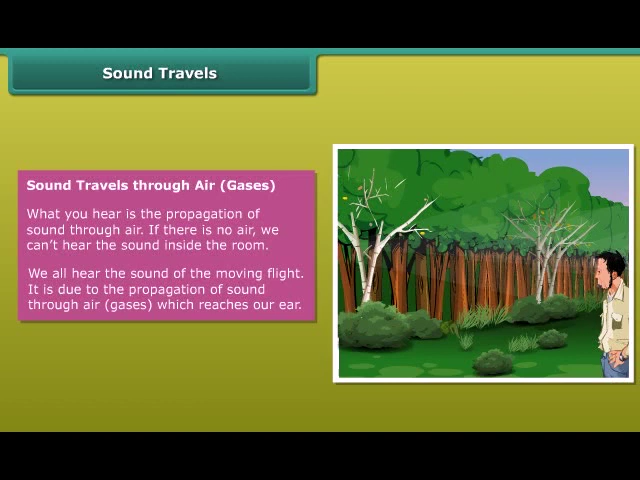 Sound Travels
Sound Travels through Air (Gases)
What you hear is the propagation of
sound through air. If there is no air, we
can't hear the sound inside the room.
We all hear the sound of the moving flight.
It is due to the propagation of sound
through air (gases) which reaches our ear.